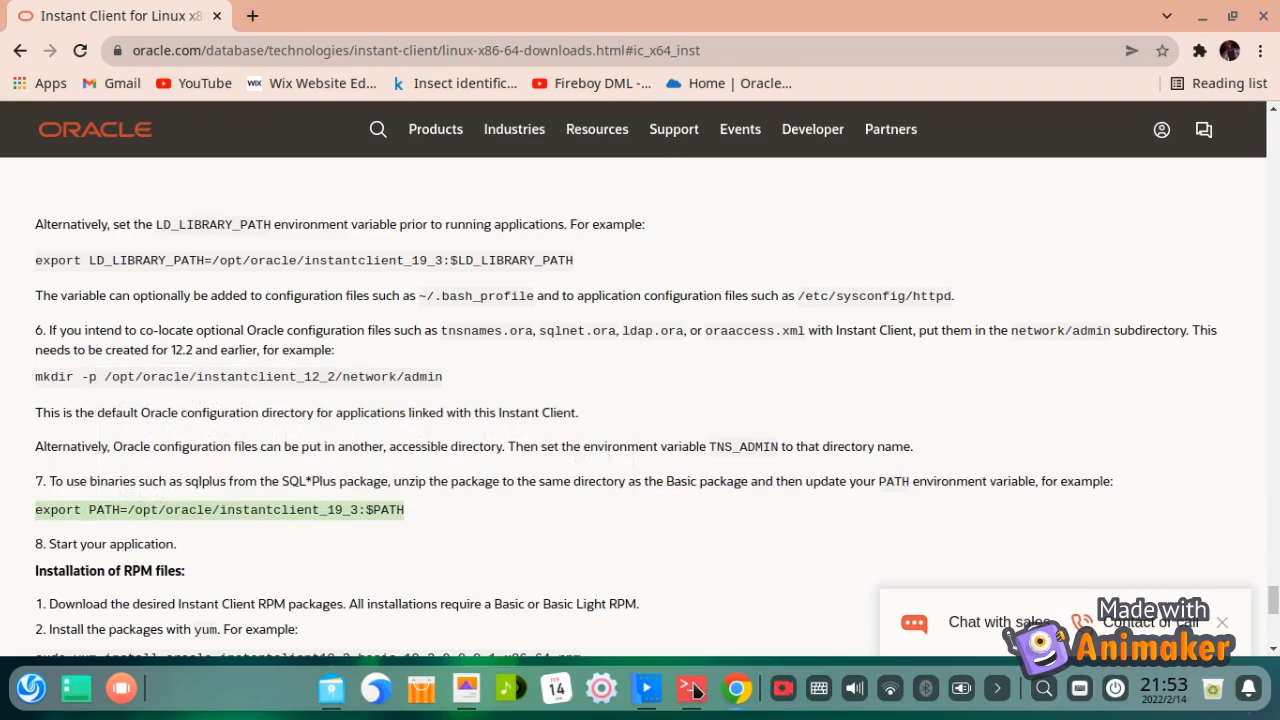 Instant Client for Linux x8
oracle.com/database/technologies/instant-client/linux-x86-64-downloads.html#ic_x64_inst
Apps Gmail YouTube WIX Wix Website Ed... k Insect identific... Fireboy DML -... Home | Oracle... Reading list
ORACLE Products Industries Resources Support Events Developer Partners
Alternatively, set the LD_LIBRARY_PATH environment variable prior to running applications. For example:
export LD_LIBRARY_PATH=/opt/oracle/instantclient_19_3:$LD_LIBRARY_PATH
The variable can optionally be added to configuration files such as ~/.bash_profile and to application configuration files such as /etc/sysconfig/httpd.
6. If you intend to co-locate optional Oracle configuration files such as tnsnames.ora, sqlnet.ora, ldap.ora, or oraaccess.xml with Instant Client, put them in the network/admin subdirectory. This
needs to be created for 12.2 and earlier, for example:
mkdir -p /opt/oracle/instantclient_12_2/network/admin
This is the default Oracle configuration directory for applications linked with this Instant Client.
Alternatively, Oracle configuration files can be put in another, accessible directory. Then set the environment variable TNS_ADMIN to that directory name.
7. To use binaries such as sqlplus from the SQL*Plus package, unzip the package to the same directory as the Basic package and then update your PATH environment variable, for example:
export PATH=/opt/oracle/instantclient_19_3:$PATH
8. Start your application.
Installation of RPM files:
1. Download the desired Instant Client RPM packages. All installations require a Basic or Basic Light RPM.
2. Install the packages with yum. For example:
Chat with sales Contact or call
Made with
Animaker
FEB
14
21:53
2022/2/14